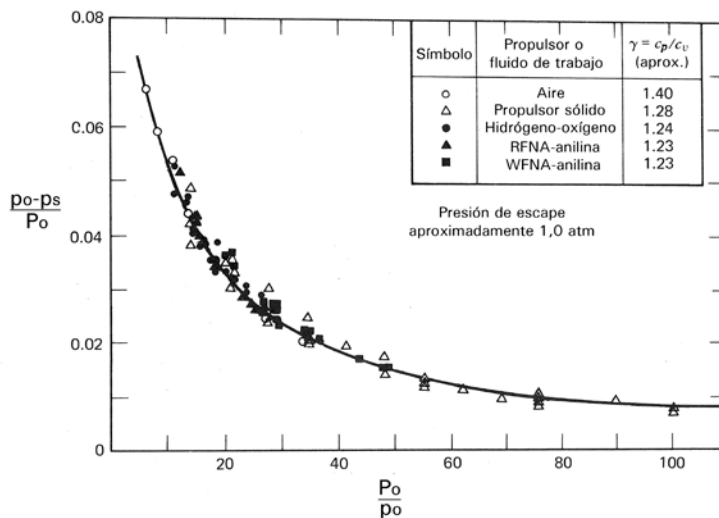 0.08
0.06
0.04
0.02
0
po-ps
Po
Símbolo
Propulsor o
fluido de trabajo
γ = cp/cv
(aprox.)
○ Aire 1.40
△ Propulsor sólido 1.28
● Hidrógeno-oxígeno 1.24
▲ RFNA-anilina 1.23
■ WFNA-anilina 1.23
Presión de escape
aproximadamente 1,0 atm
20 40 60 80 100
Po
po